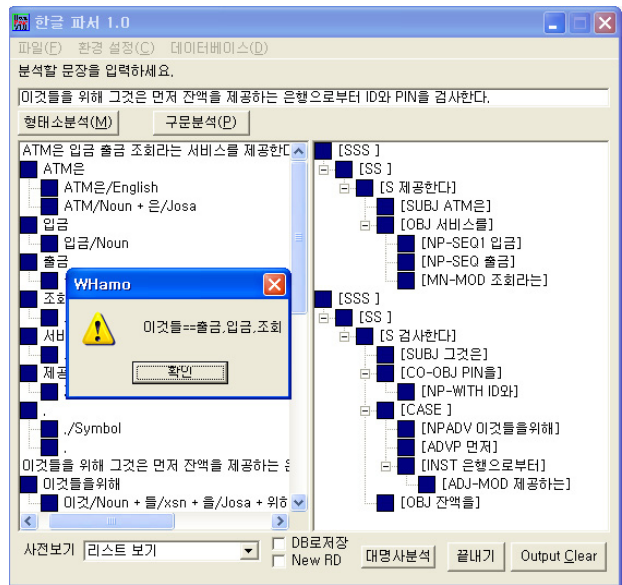 한글 파서 1.0
파일(F) 환경 설정(C) 데이터베이스(D)
분석할 문장을 입력하세요.
이것들을 위해 그것은 먼저 잔액을 제공하는 은행으로부터 ID와 PIN을 검사한다.
형태소분석(M) 구문분석(P)
ATM은 입금 출금 조회라는 서비스를 제공한
ATM은
ATM은/English
ATM/Noun + 은/Josa
입금
입금/Noun
출금
조회
서비
제공
.
./Symbol
.
이것들을 위해 그것은 먼저 잔액을 제공하는
이것들을위해
이것/Noun + 들/xsn + 을/Josa + 위하
[SSS ]
[SS ]
[S 제공한다]
[SUBJ ATM은]
[OBJ 서비스를]
[NP-SEQ1 입금]
[NP-SEQ 출금]
[MN-MOD 조회라는]
[SSS ]
[SS ]
[S 검사한다]
[SUBJ 그것은]
[CO-OBJ PIN을]
[NP-WITH ID와]
[CASE ]
[NPADV 이것들을위해]
[ADVP 먼저]
[INST 은행으로부터]
[ADJ-MOD 제공하는]
[OBJ 잔액을]
WHamo
이것들==출금,입금,조회
확인
사전보기 리스트 보기 DB로저장 New RD 대명사분석 끝내기 Output Clear